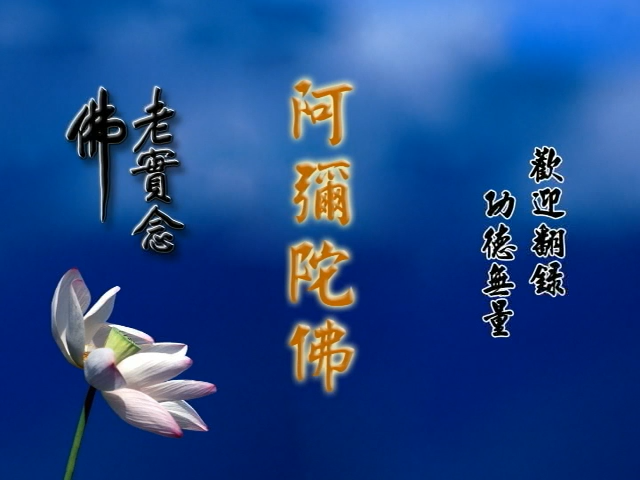 歡迎翻錄
功德無量
阿彌陀佛
老實念
佛